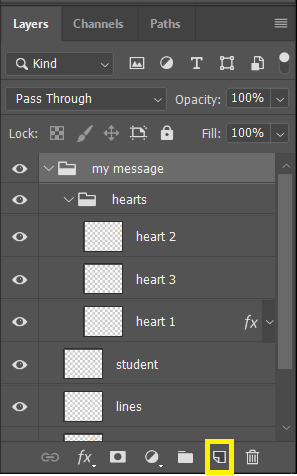 Layers Channels Paths
Kind T
Pass Through Opacity: 100%
Lock: Fill: 100%
my message
hearts
heart 2
heart 3
heart 1 fx
student
lines
fx